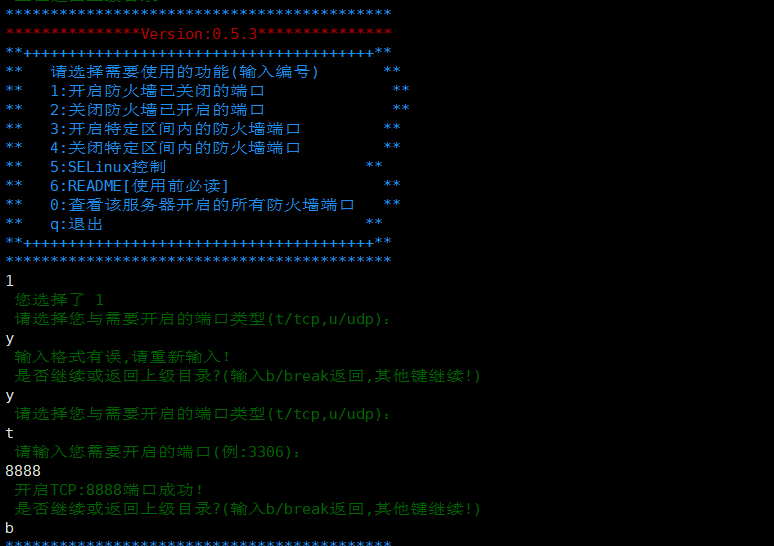 *******************************************
***************Version:0.5.3***************
**+++++++++++++++++++++++++++++++++++++++**
**   请选择需要使用的功能(输入编号)       **
**   1:开启防火墙已关闭的端口              **
**   2:关闭防火墙已开启的端口              **
**   3:开启特定区间内的防火墙端口         **
**   4:关闭特定区间内的防火墙端口         **
**   5:SELinux控制                      **
**   6:README[使用前必读]                 **
**   0:查看该服务器开启的所有防火墙端口   **
**   q:退出                             **
**+++++++++++++++++++++++++++++++++++++++**
*******************************************
1
您选择了 1
请选择您与需要开启的端口类型(t/tcp,u/udp):
y
输入格式有误,请重新输入!
是否继续或返回上级目录?(输入b/break返回,其他键继续!)
y
请选择您与需要开启的端口类型(t/tcp,u/udp):
t
请输入您需要开启的端口(例:3306):
8888
开启TCP:8888端口成功!
是否继续或返回上级目录?(输入b/break返回,其他键继续!)
b
*******************************************